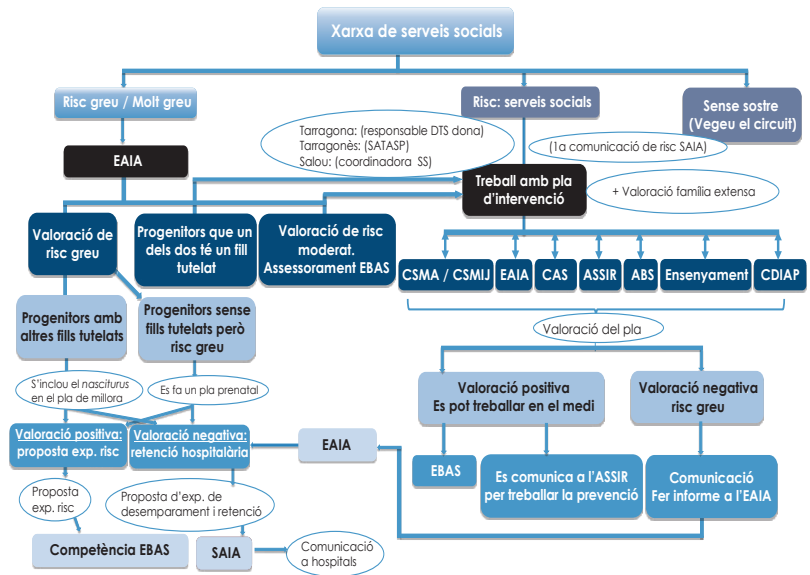 Xarxa de serveis socials
Risc greu / Molt greu
Risc: serveis socials
Sense sostre
(Vegeu el circuit)
Tarragona: (responsable DTS dona)
Tarragonès: (SATASP)
Salou: (coordinadora SS)
(1a comunicació de risc SAIA)
EAIA
Treball amb pla
d'intervenció
+ Valoració família extensa
Valoració de
risc greu
Progenitors que un
dels dos té un fill
tutelat
Valoració de risc
moderat.
Assessorament EBAS
CSMA / CSMIJ
EAIA
CAS
ASSIR
ABS
Ensenyament
CDIAP
Progenitors amb
altres fills tutelats
Progenitors sense
fills tutelats però
risc greu
Valoració del pla
S'inclou el nasciturus
en el pla de millora
Es fa un pla prenatal
Valoració positiva
Es pot treballar en el medi
Valoració negativa
risc greu
Valoració positiva:
proposta exp. risc
Valoració negativa:
retenció hospitalària
EAIA
EBAS
Es comunica a l'ASSIR
per treballar la prevenció
Comunicació
Fer informe a l'EAIA
Proposta
exp. risc
Proposta d'exp. de
desemparament i retenció
Competència EBAS
SAIA
Comunicació
a hospitals